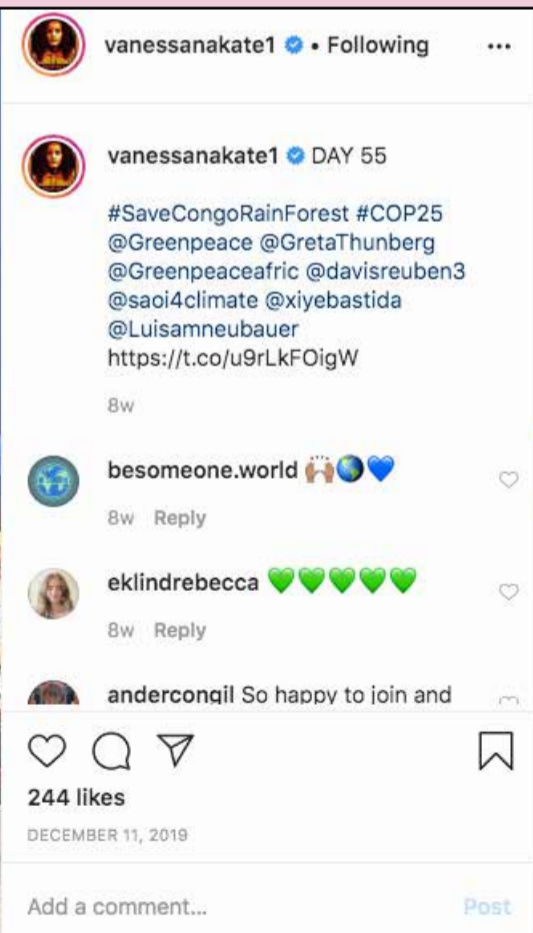 vanessanakate1 • Following
vanessanakate1 DAY 55
#SaveCongoRainForest #COP25
@Greenpeace @GretaThunberg
@Greenpeaceafric @davisreuben3
@saoi4climate @xiyebastida
@Luisamneubauer
https://t.co/u9rLkFOigW
8w
besomeone.world 🙌🏽🌎💙
8w Reply
eklindrebecca 💚💚💚💚💚
8w Reply
andercongil So happy to join and
244 likes
DECEMBER 11, 2019
Add a comment...
Post